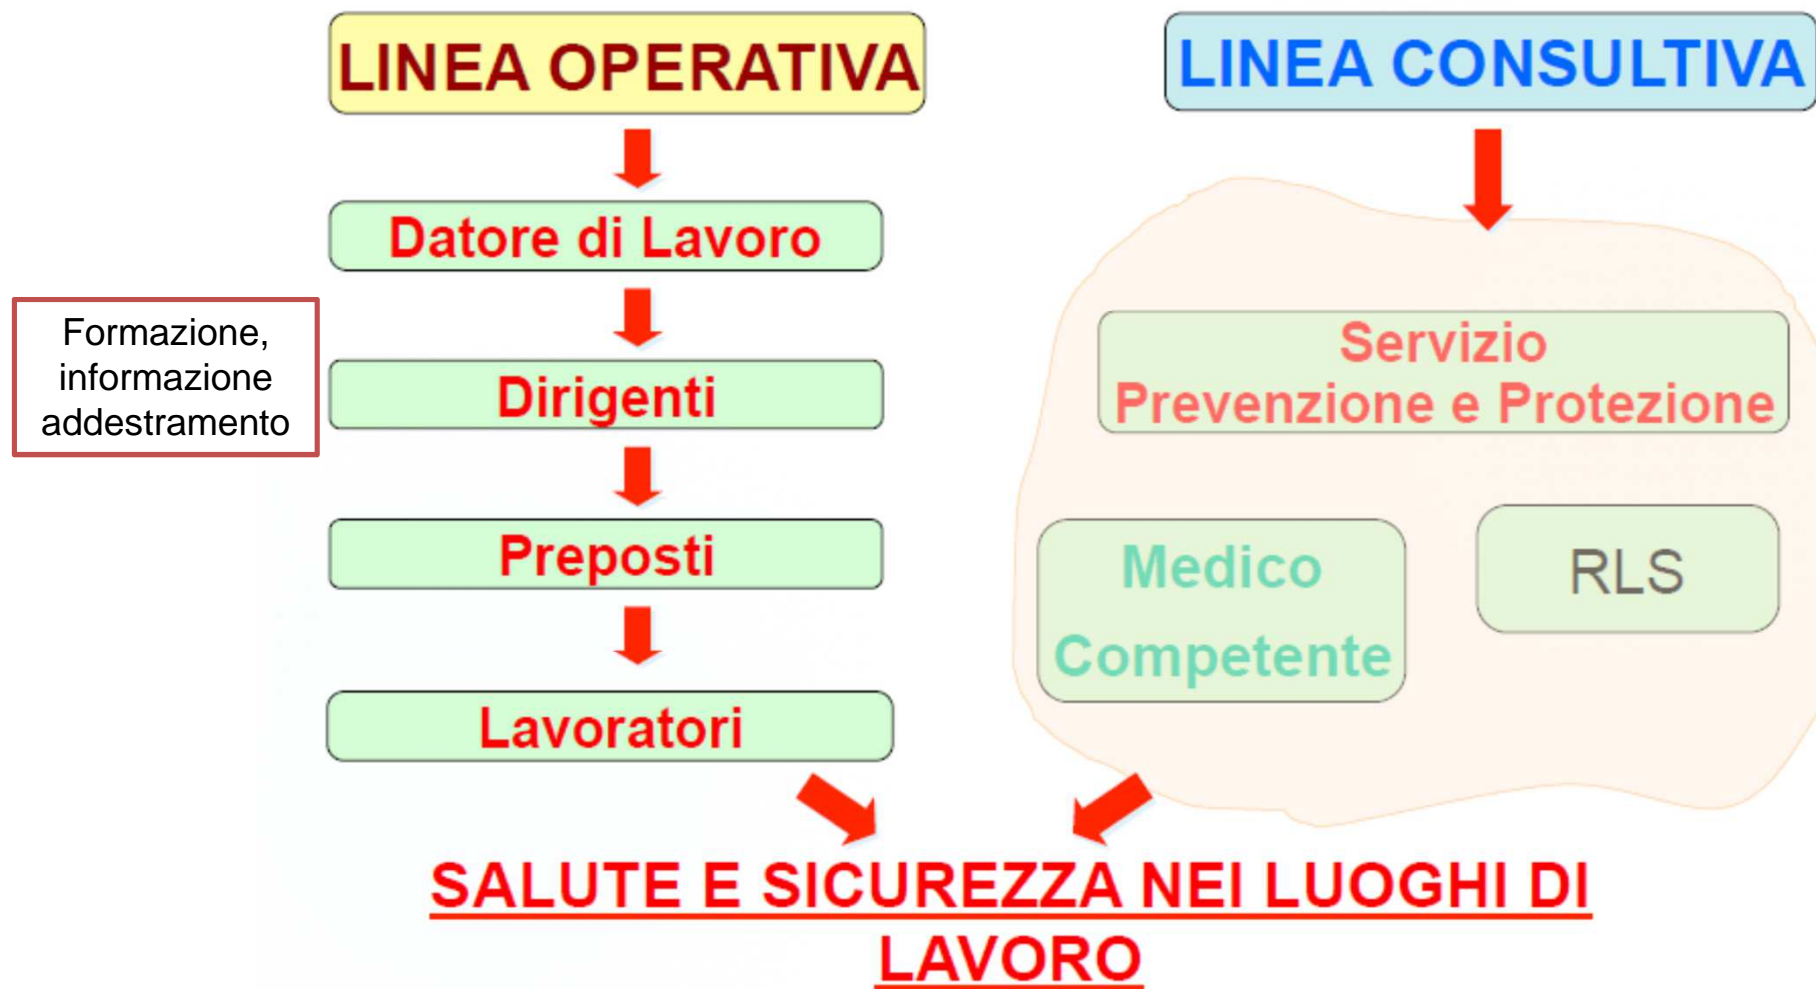 LINEA OPERATIVA
Datore di Lavoro
Formazione,
informazione
addestramento
Dirigenti
Preposti
Lavoratori
LINEA CONSULTIVA
Servizio
Prevenzione e Protezione
Medico
Competente
RLS
SALUTE E SICUREZZA NEI LUOGHI DI
LAVORO